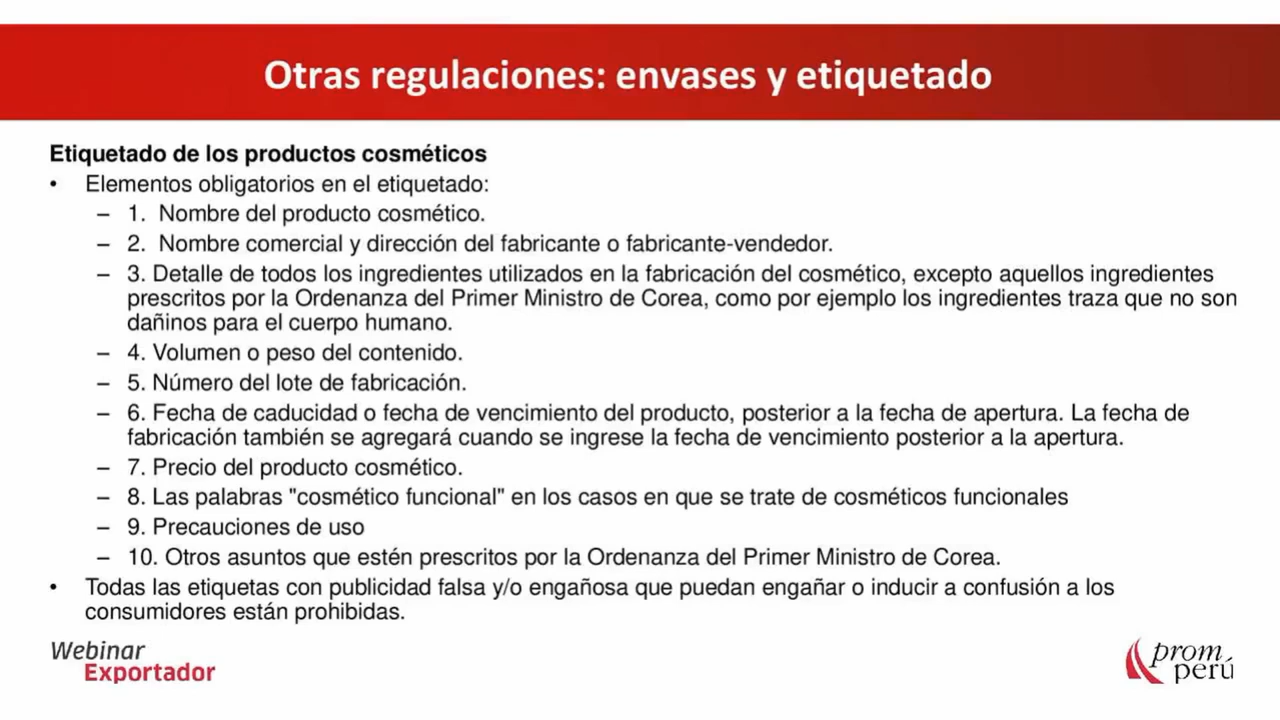 Otras regulaciones: envases y etiquetado
Etiquetado de los productos cosméticos
• Elementos obligatorios en el etiquetado:
– 1. Nombre del producto cosmético.
– 2. Nombre comercial y dirección del fabricante o fabricante-vendedor.
– 3. Detalle de todos los ingredientes utilizados en la fabricación del cosmético, excepto aquellos ingredientes
prescritos por la Ordenanza del Primer Ministro de Corea, como por ejemplo los ingredientes traza que no son
dañinos para el cuerpo humano.
– 4. Volumen o peso del contenido.
– 5. Número del lote de fabricación.
– 6. Fecha de caducidad o fecha de vencimiento del producto, posterior a la fecha de apertura. La fecha de
fabricación también se agregará cuando se ingrese la fecha de vencimiento posterior a la apertura.
– 7. Precio del producto cosmético.
– 8. Las palabras "cosmético funcional" en los casos en que se trate de cosméticos funcionales
– 9. Precauciones de uso
– 10. Otros asuntos que estén prescritos por la Ordenanza del Primer Ministro de Corea.
• Todas las etiquetas con publicidad falsa y/o engañosa que puedan engañar o inducir a confusión a los
consumidores están prohibidas.
Webinar
Exportador
prom
perú